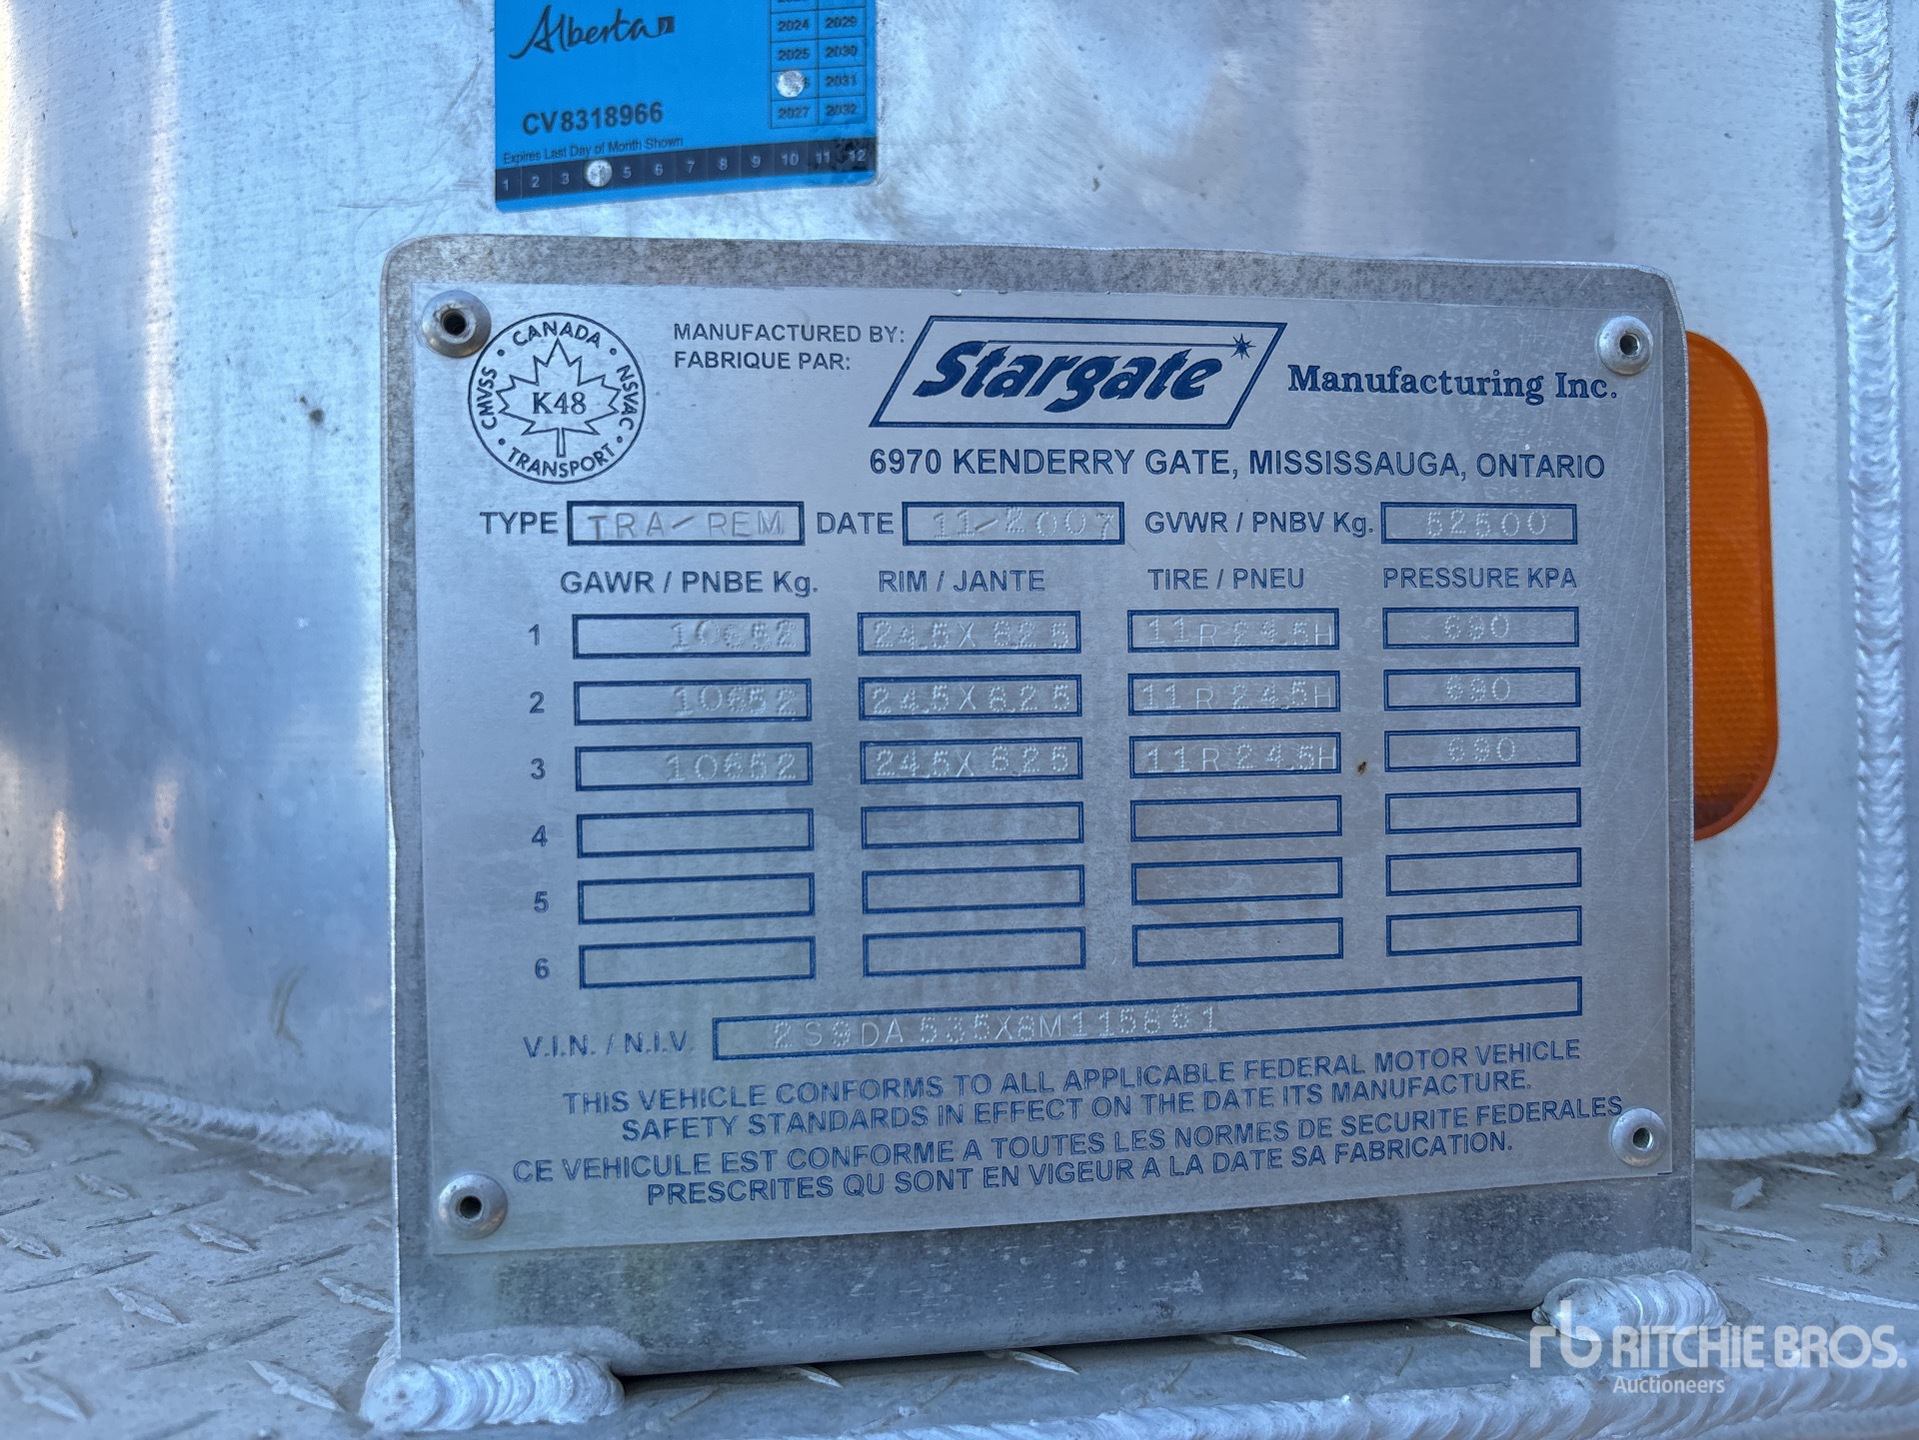 Alberta
2024 2029
2025 2030
2031
2027 2032
CV8318966
Expires Last Day of Month Shown
1 2 3 5 6 7 8 9 10 11 12
CANADA
CMVSS · NSVAC
K48
TRANSPORT
MANUFACTURED BY:
FABRIQUE PAR:
Stargate Manufacturing Inc.
6970 KENDERRY GATE, MISSISSAUGA, ONTARIO
TYPE TRA-REM DATE 11-2007 GVWR / PNBV Kg. 52500
GAWR / PNBE Kg. RIM / JANTE TIRE / PNEU PRESSURE KPA
1 10652 24.5X8.25 11R24.5H 690
2 10652 24.5X8.25 11R24.5H 690
3 10652 24.5X8.25 11R24.5H 690
4
5
6
V.I.N. / N.I.V. 2S9DA535X8M115861
THIS VEHICLE CONFORMS TO ALL APPLICABLE FEDERAL MOTOR VEHICLE
SAFETY STANDARDS IN EFFECT ON THE DATE ITS MANUFACTURE.
CE VEHICULE EST CONFORME A TOUTES LES NORMES DE SECURITE FEDERALES
PRESCRITES QU SONT EN VIGEUR A LA DATE SA FABRICATION.
rb RITCHIE BROS.
Auctioneers